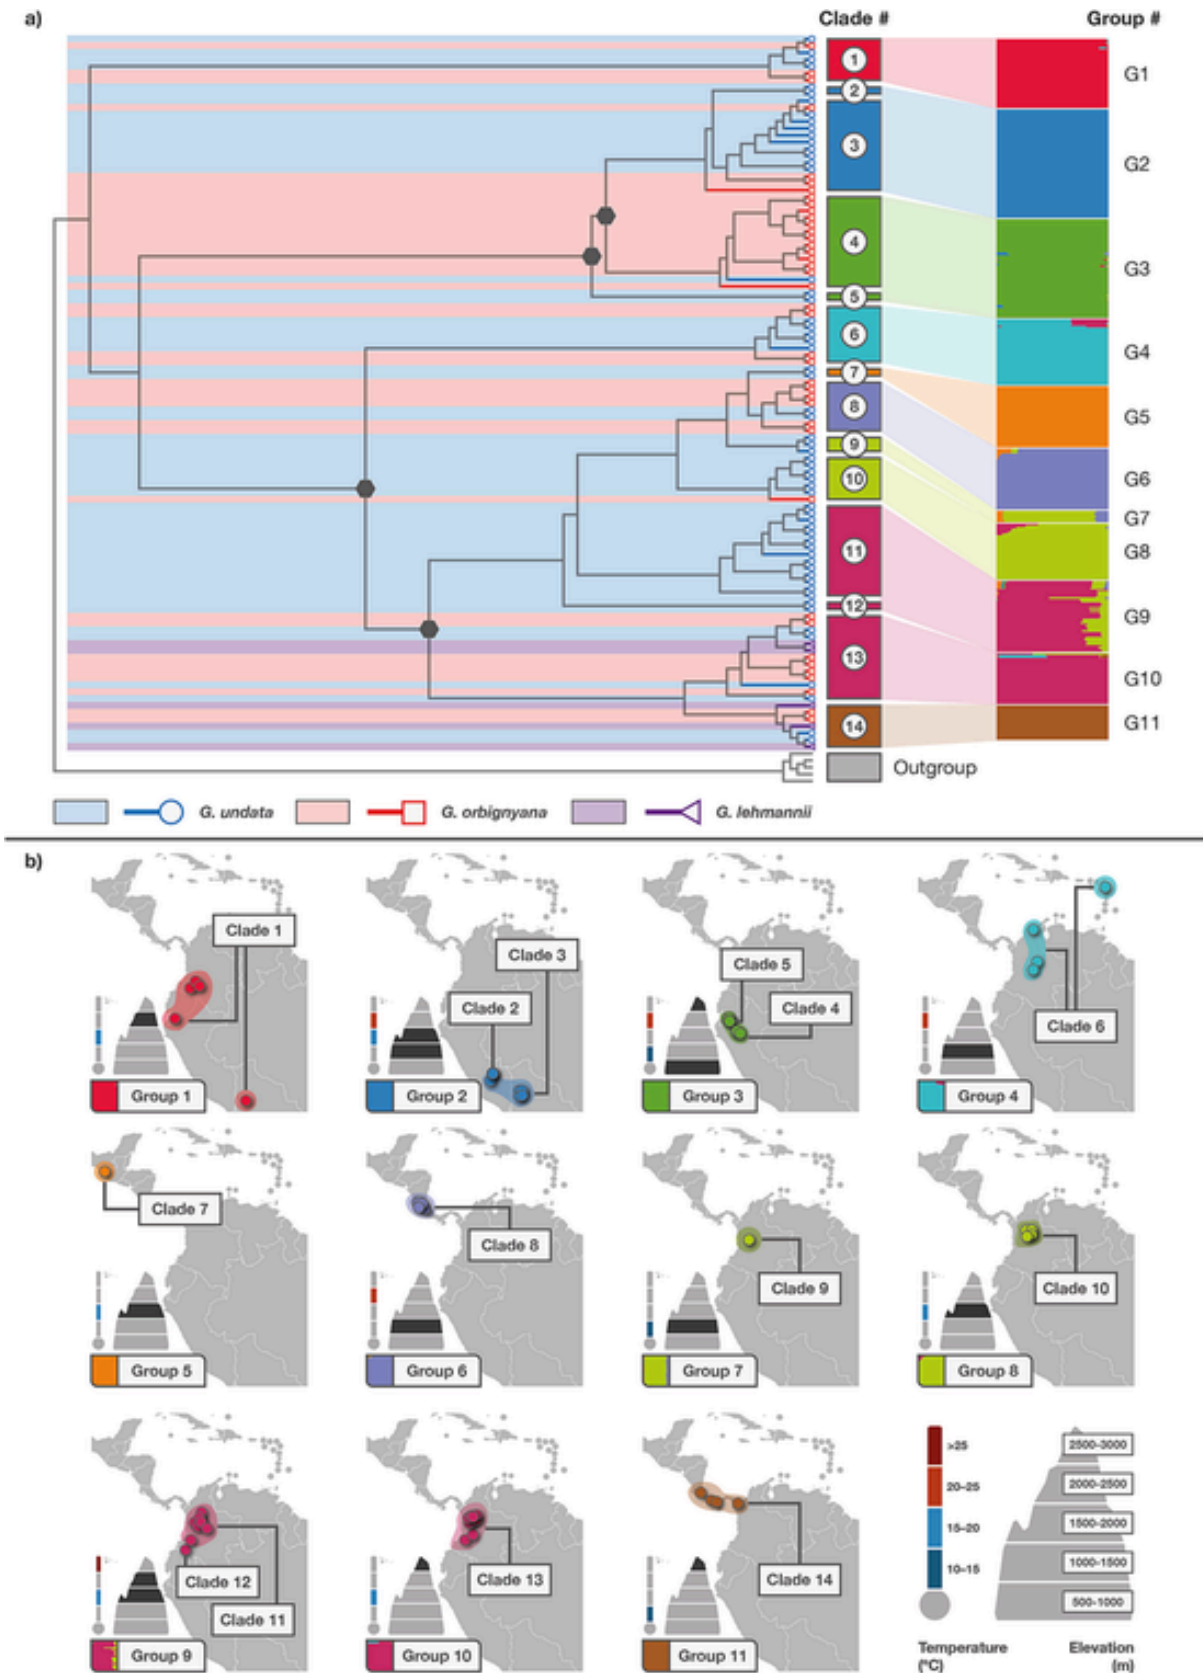 a)
Clade #
Group #
1
2
3
4
5
6
7
8
9
10
11
12
13
14
G1
G2
G3
G4
G5
G6
G7
G8
G9
G10
G11
Outgroup
G. undata
G. orbignyana
G. lehmannii
b)
Clade 1
Group 1
Clade 3
Clade 2
Group 2
Clade 5
Clade 4
Group 3
Clade 6
Group 4
Clade 7
Group 5
Clade 8
Group 6
Clade 9
Group 7
Clade 10
Group 8
Clade 12
Clade 11
Group 9
Clade 13
Group 10
Clade 14
Group 11
>25
20-25
15-20
10-15
2500-3000
2000-2500
1500-2000
1000-1500
500-1000
Temperature
(ºC)
Elevation
(m)